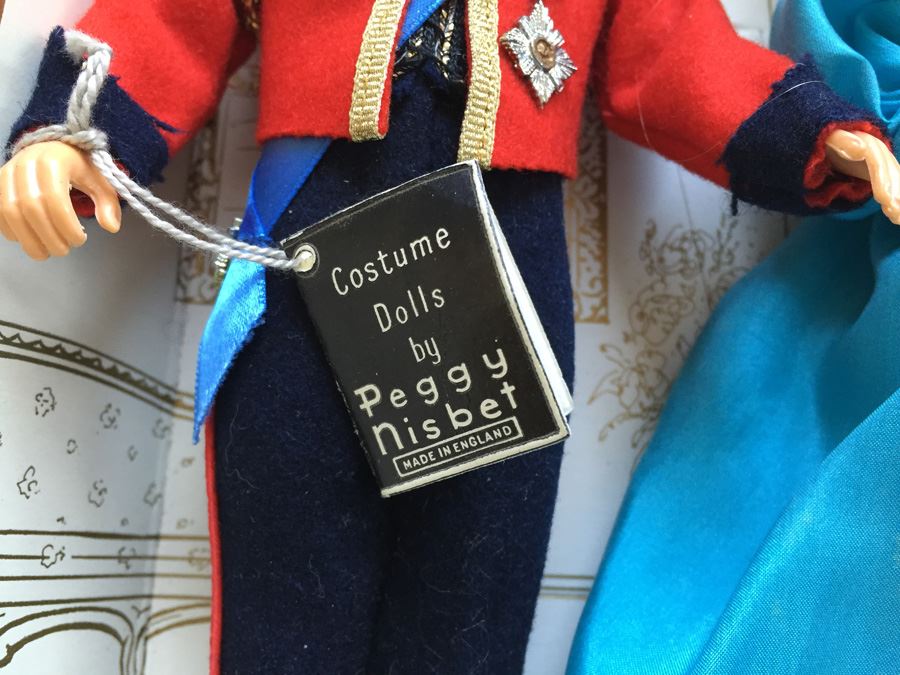 Costume
Dolls
by
Peggy
Nisbet
MADE IN ENGLAND